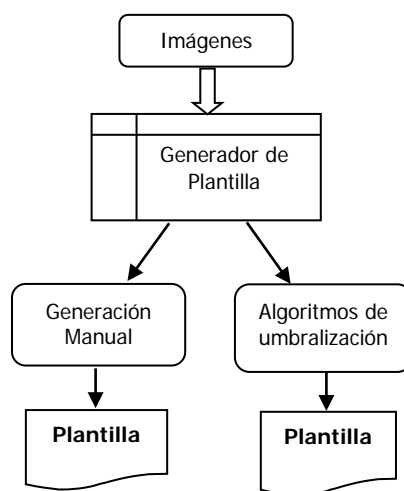 Imágenes
Generador de
Plantilla
Generación
Manual
Algoritmos de
umbralización
Plantilla
Plantilla